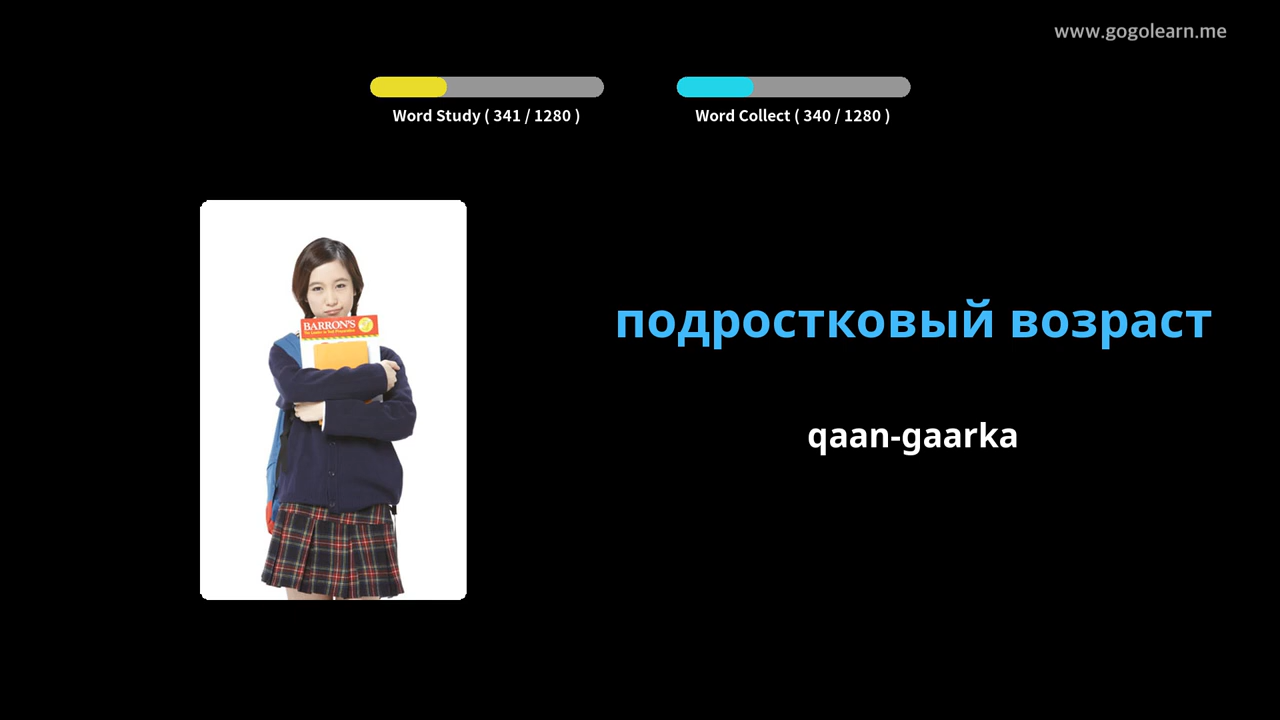 www.gogolearn.me
Word Study ( 341 / 1280 )
Word Collect ( 340 / 1280 )
BARRON'S
подростковый возраст
qaan-gaarka